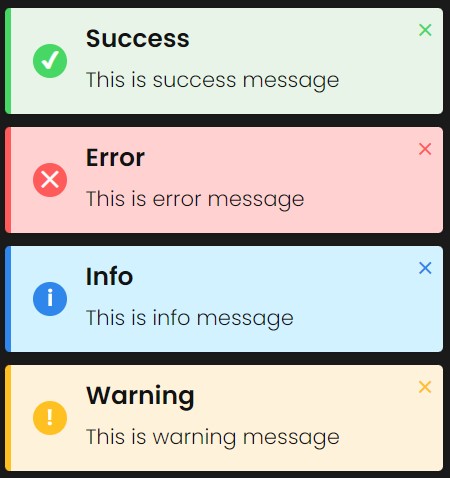 Success
This is success message
Error
This is error message
Info
This is info message
Warning
This is warning message